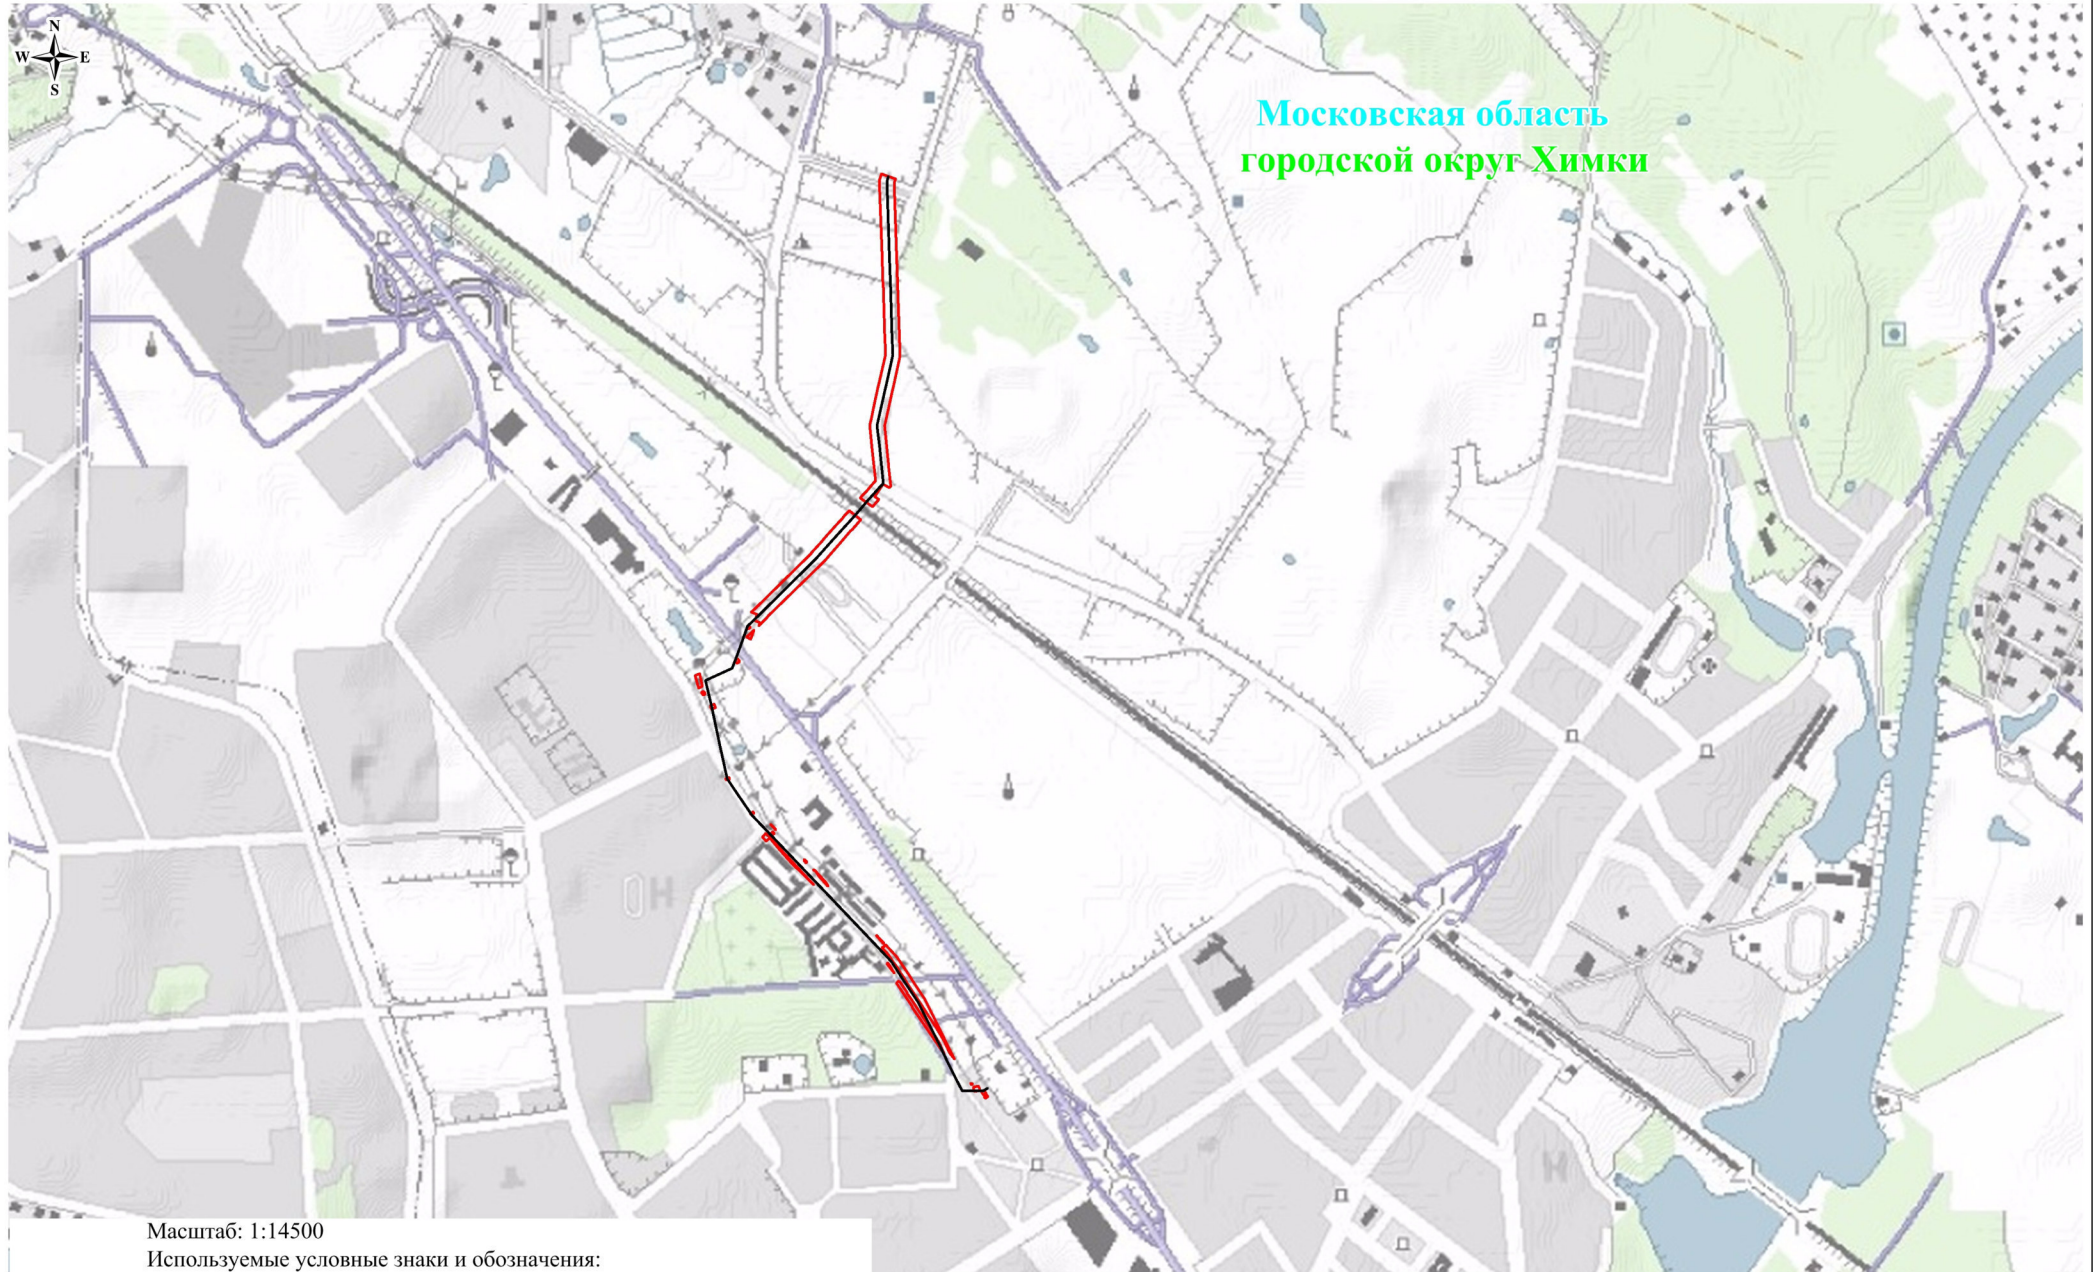 N
W E
S
Московская область
городской округ Химки
Н
Н
Масштаб: 1:14500
Используемые условные знаки и обозначения: